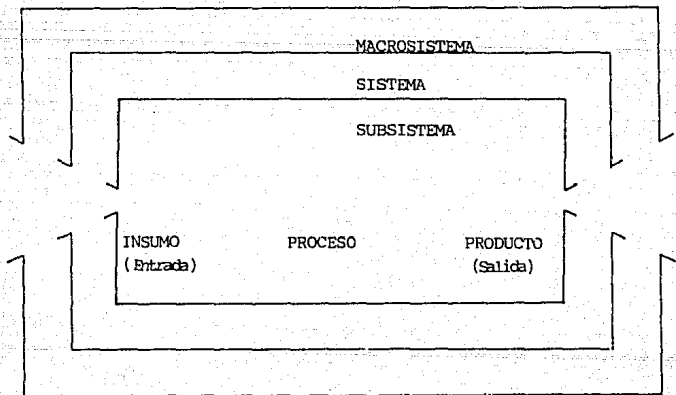 MACROSISTEMA
SISTEMA
SUBSISTEMA
INSUMO PROCESO PRODUCTO
(Entrada) (Salida)